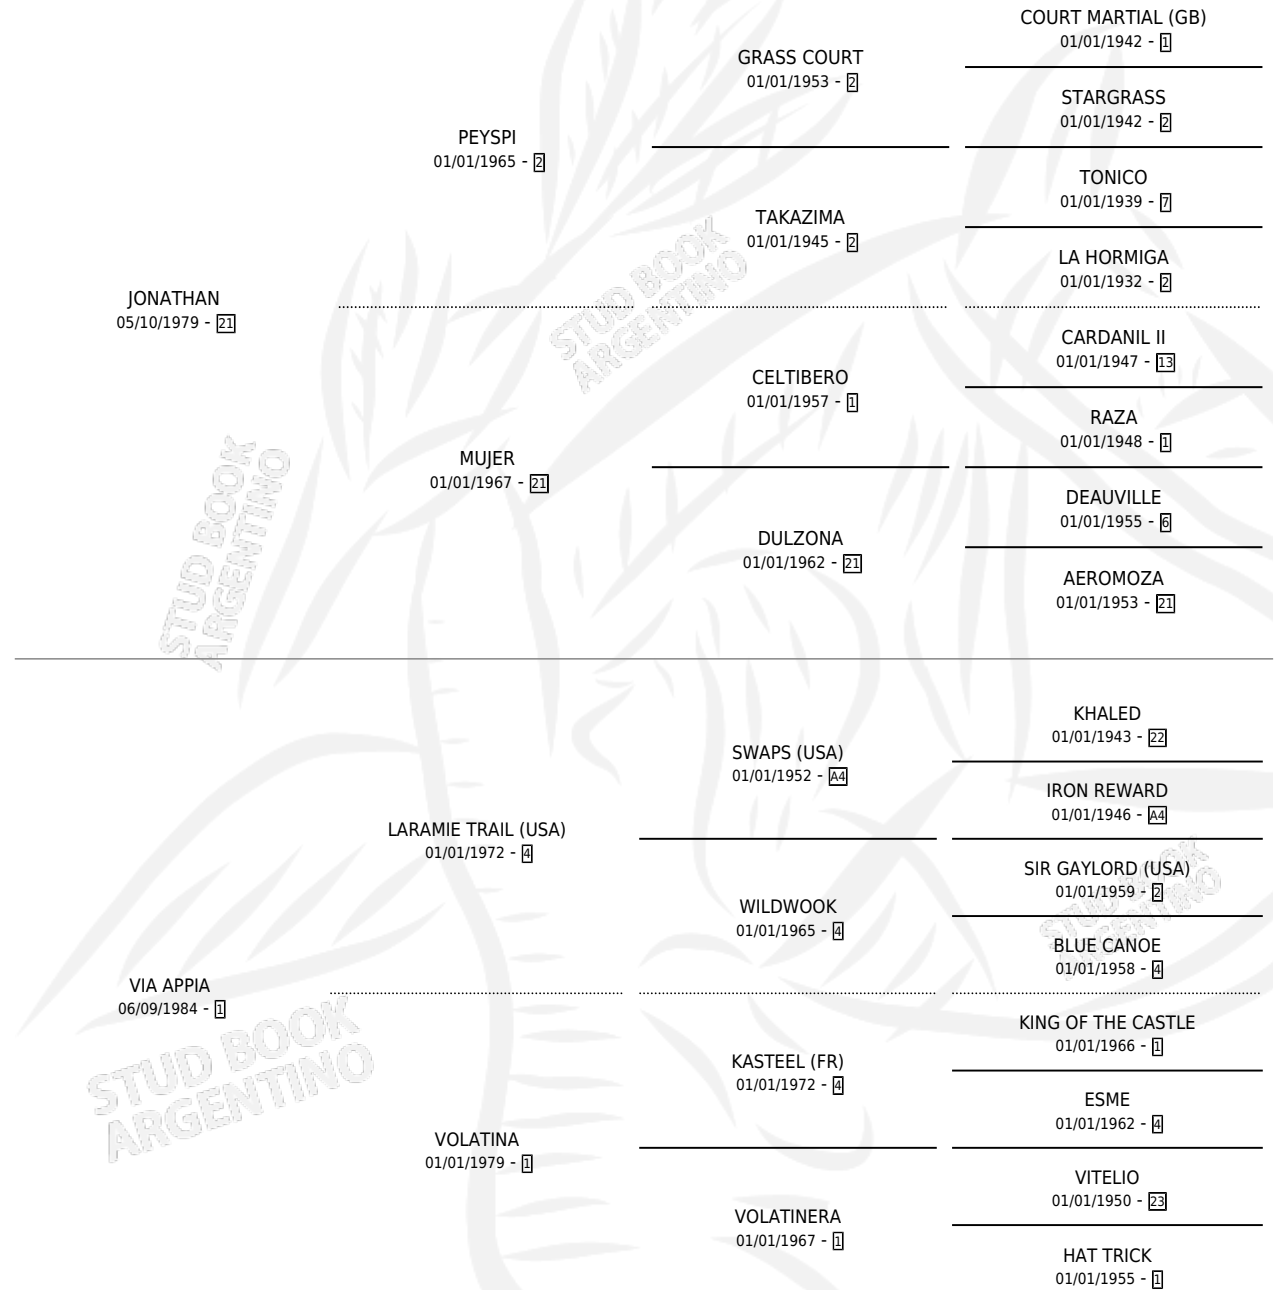 COURT MARTIAL (GB)
01/01/1942 - 1
GRASS COURT
01/01/1953 - 2
STARGRASS
01/01/1942 - 2
PEYSPI
01/01/1965 - 2
TONICO
01/01/1939 - 7
TAKAZIMA
01/01/1945 - 2
LA HORMIGA
01/01/1932 - 2
JONATHAN
05/10/1979 - 21
CARDANIL II
01/01/1947 - 13
CELTIBERO
01/01/1957 - 1
RAZA
01/01/1948 - 1
MUJER
01/01/1967 - 21
DEAUVILLE
01/01/1955 - 6
DULZONA
01/01/1962 - 21
AEROMOZA
01/01/1953 - 21
STUD BOOK
ARGENTINO
STUD BOOK
ARGENTINO
KHALED
01/01/1943 - 22
SWAPS (USA)
01/01/1952 - A4
IRON REWARD
01/01/1946 - A4
LARAMIE TRAIL (USA)
01/01/1972 - 4
SIR GAYLORD (USA)
01/01/1959 - 2
WILDWOOK
01/01/1965 - 4
BLUE CANOE
01/01/1958 - 4
STUD BOOK
ARGENTINO
VIA APPIA
06/09/1984 - 1
KING OF THE CASTLE
01/01/1966 - 1
KASTEEL (FR)
01/01/1972 - 4
ESME
01/01/1962 - 4
STUD BOOK
ARGENTINO
VOLATINA
01/01/1979 - 1
VITELIO
01/01/1950 - 23
VOLATINERA
01/01/1967 - 1
HAT TRICK
01/01/1955 - 1